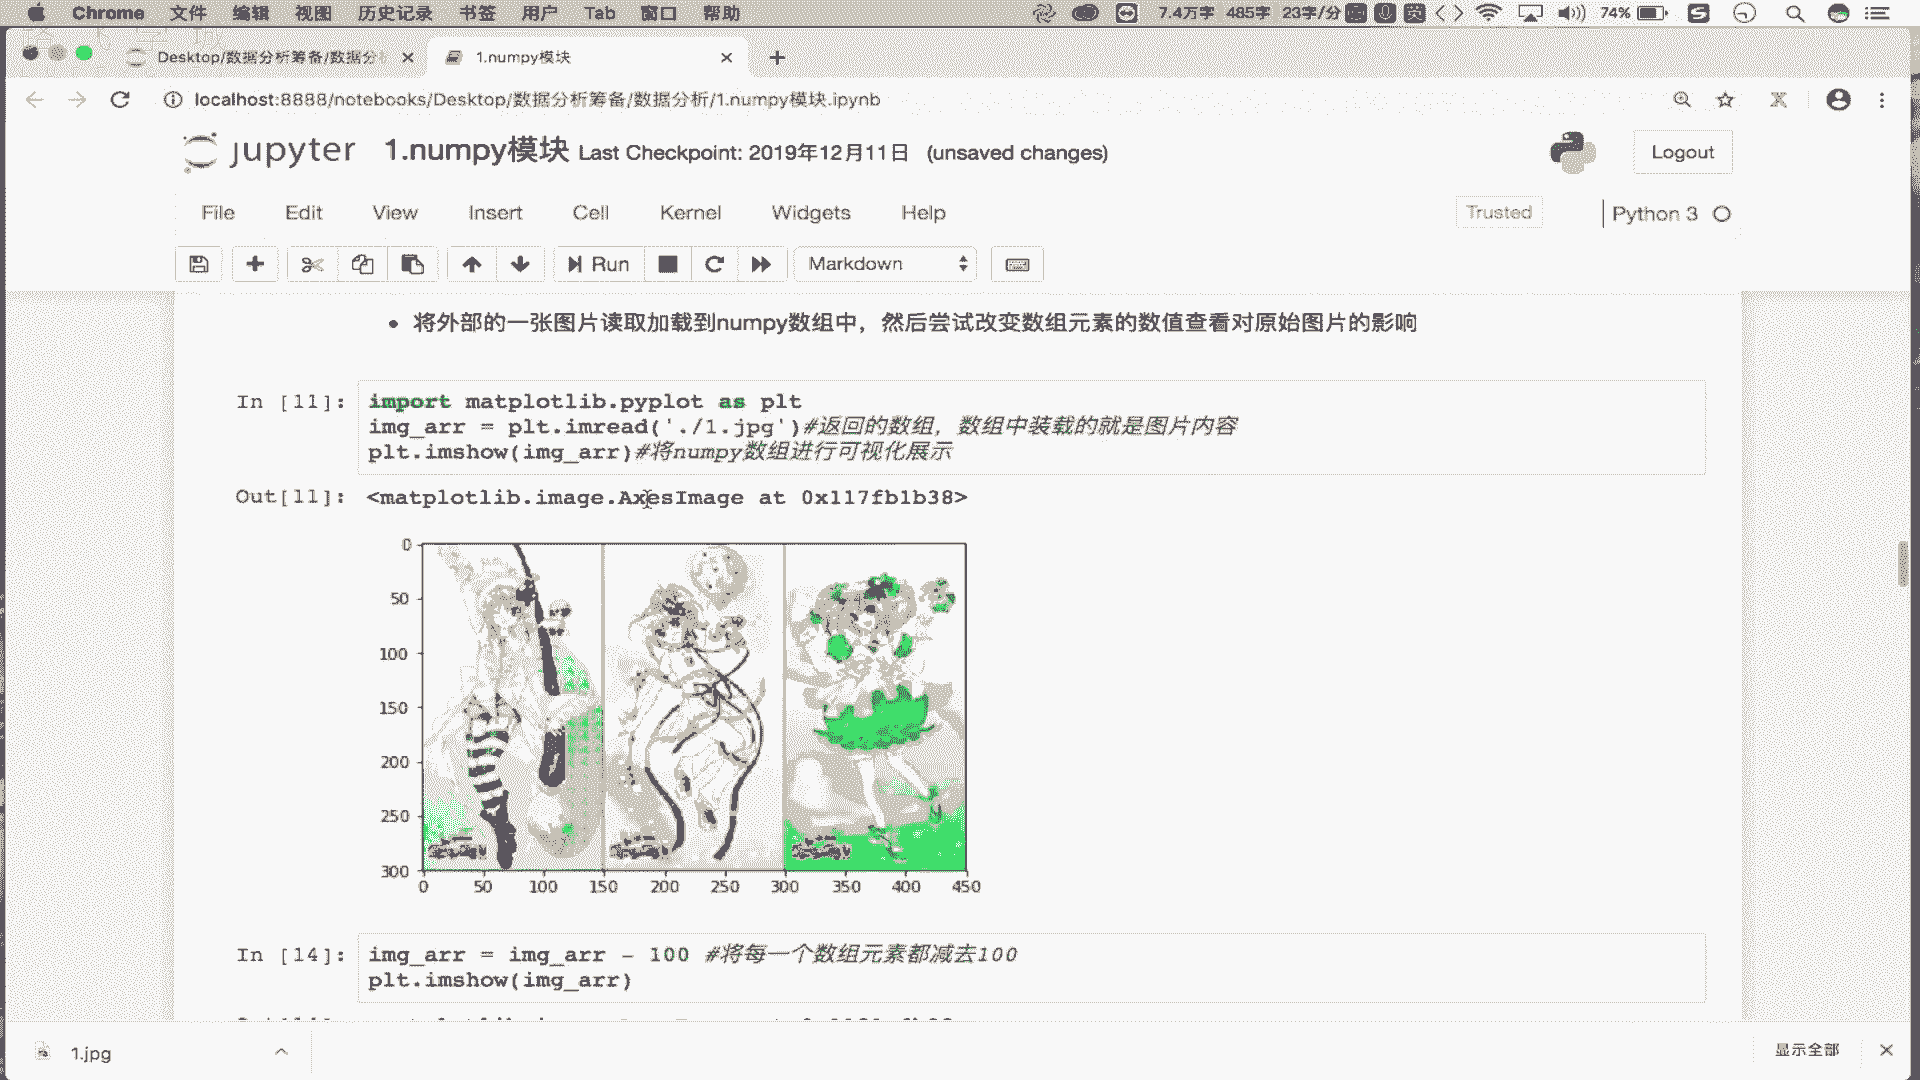 Chrome 文件 编辑 视图 历史记录 书签 用户 Tab 窗口 帮助 7.4万字 485字 23字/分 英 74%
Desktop/数据分析筹备/数据分析 1.numpy模块
localhost:8888/notebooks/Desktop/数据分析筹备/数据分析/1.numpy模块.ipynb
jupyter 1.numpy模块 Last Checkpoint: 2019年12月11日 (unsaved changes) Logout
File Edit View Insert Cell Kernel Widgets Help Trusted Python 3
Run Markdown
将外部的一张图片读取加载到numpy数组中，然后尝试改变数组元素的数值查看对原始图片的影响
In [11]: import matplotlib.pyplot as plt
img_arr = plt.imread('./1.jpg')#返回的数组，数组中装载的就是图片内容
plt.imshow(img_arr)#将numpy数组进行可视化展示
Out[11]: <matplotlib.image.AxesImage at 0x117fb1b38>
0
50
100
150
200
250
300
0 50 100 150 200 250 300 350 400 450
In [14]: img_arr = img_arr - 100 #将每一个数组元素都减去100
plt.imshow(img_arr)
1.jpg 显示全部